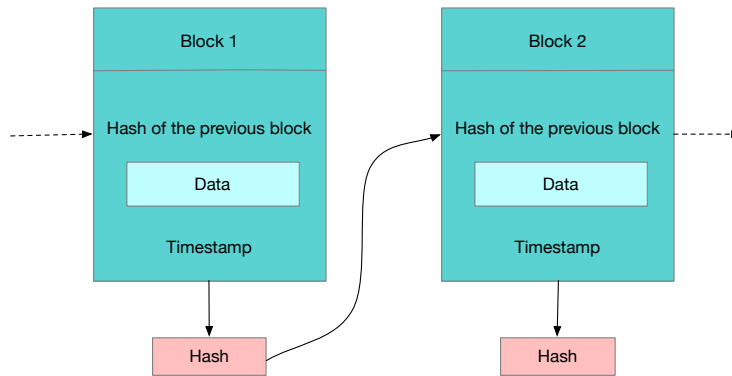 Block 1
Hash of the previous block
Data
Timestamp
Hash
Block 2
Hash of the previous block
Data
Timestamp
Hash